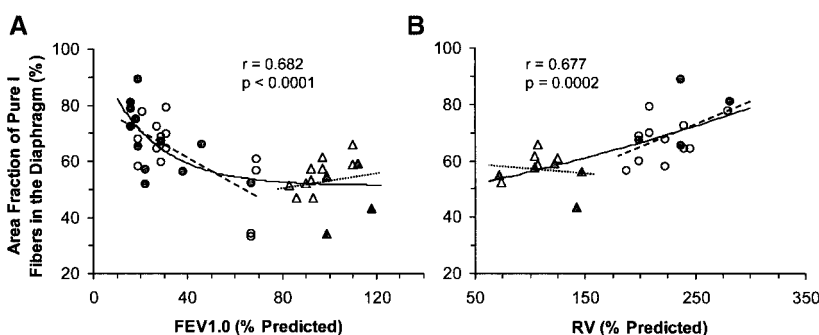 A
B
Area Fraction of Pure I
Fibers in the Diaphragm (%)
100
80
60
40
20
r = 0.682
p < 0.0001
0
40
80
120
FEV1.0 (% Predicted)
100
80
60
40
20
r = 0.677
p = 0.0002
50
150
250
350
RV (% Predicted)